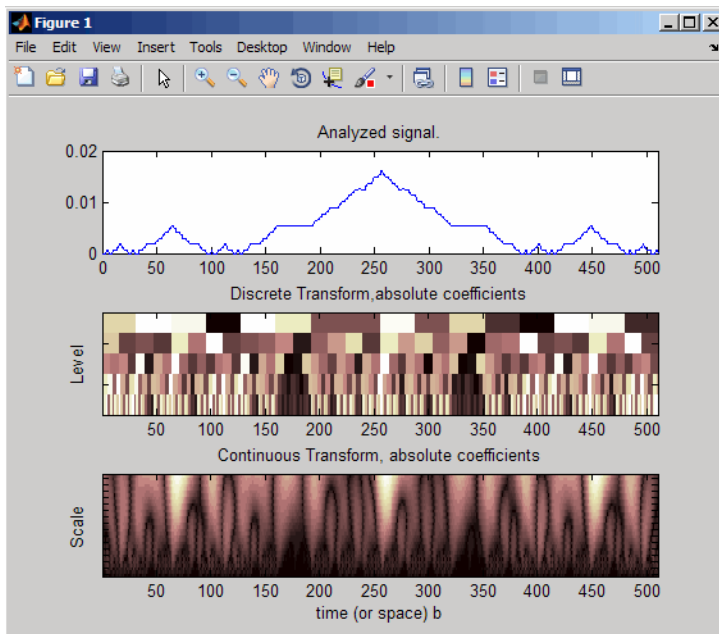 Figure 1
File Edit View Insert Tools Desktop Window Help
Analyzed signal.
0.02
0.01
0
0 50 100 150 200 250 300 350 400 450 500
Discrete Transform,absolute coefficients
Level
50 100 150 200 250 300 350 400 450 500
Continuous Transform, absolute coefficients
Scale
50 100 150 200 250 300 350 400 450 500
time (or space) b